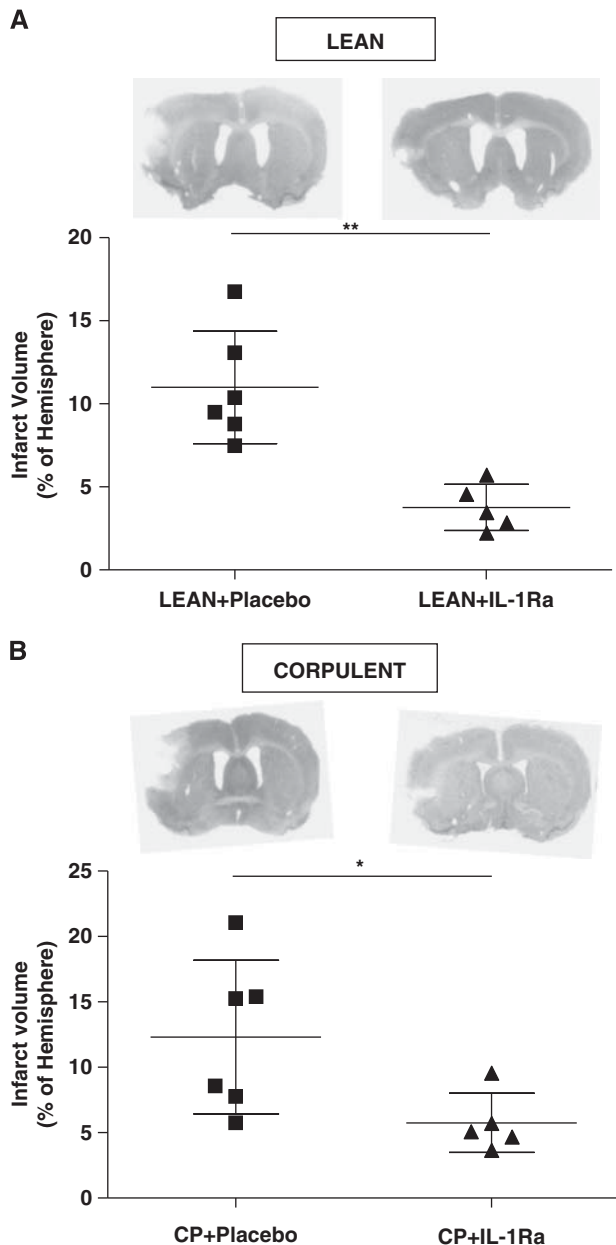 A
LEAN
**
20
15
10
5
0
Infarct Volume
(% of Hemisphere)
LEAN+Placebo
LEAN+IL-1Ra
B
CORPULENT
*
25
20
15
10
5
0
Infarct volume
(% of Hemisphere)
CP+Placebo
CP+IL-1Ra